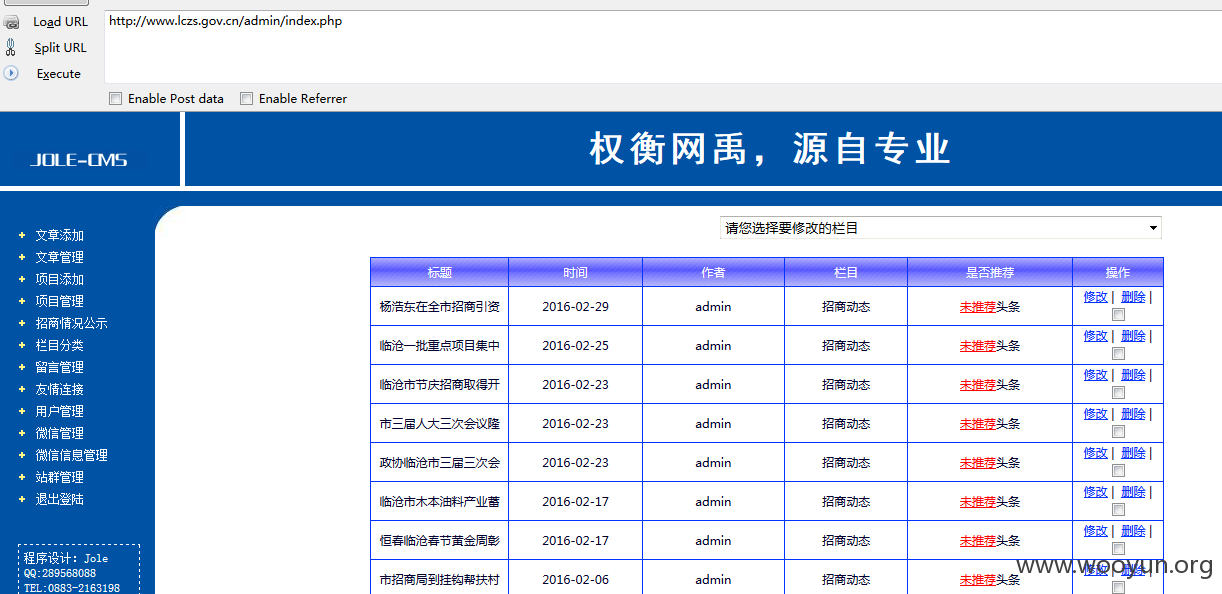 Load URL
http://www.lczs.gov.cn/admin/index.php
Split URL
Execute
Enable Post data
Enable Referrer
JOLE-CMS
权衡网禹，源自专业
文章添加
文章管理
项目添加
项目管理
招商情况公示
栏目分类
留言管理
友情连接
用户管理
微信管理
微信信息管理
站群管理
退出登陆
程序设计: Jole
QQ:289568088
TEL:0883-2163198
请您选择要修改的栏目
标题 时间 作者 栏目 是否推荐 操作
杨浩东在全市招商引资 2016-02-29 admin 招商动态 未推荐头条 修改 | 删除 |
临沧一批重点项目集中 2016-02-25 admin 招商动态 未推荐头条 修改 | 删除 |
临沧市节庆招商取得开 2016-02-23 admin 招商动态 未推荐头条 修改 | 删除 |
市三届人大三次会议隆 2016-02-23 admin 招商动态 未推荐头条 修改 | 删除 |
政协临沧市三届三次会 2016-02-23 admin 招商动态 未推荐头条 修改 | 删除 |
临沧市木本油料产业蓄 2016-02-17 admin 招商动态 未推荐头条 修改 | 删除 |
恒春临沧春节黄金周彰 2016-02-17 admin 招商动态 未推荐头条 修改 | 删除 |
市招商局到挂钩帮扶村 2016-02-06 admin 招商动态 未推荐头条 修改 | 删除 |
www.wooyun.org